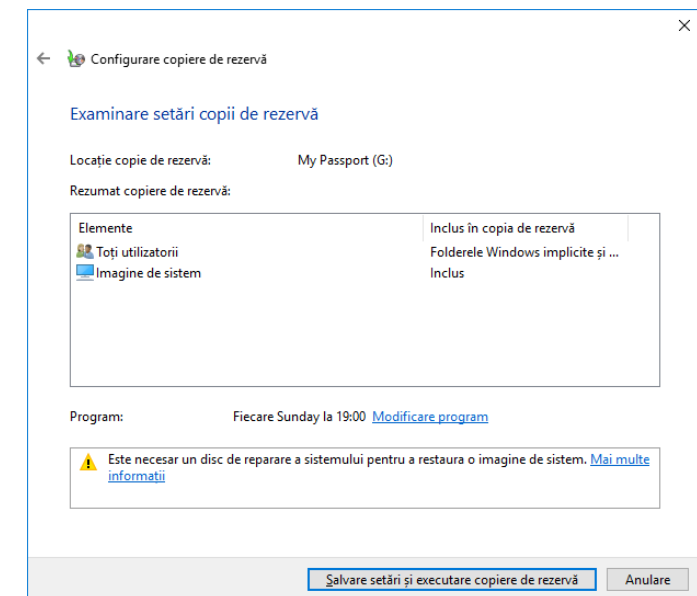 Configurare copiere de rezervă
Examinare setări copii de rezervă
Locație copie de rezervă: My Passport (G:)
Rezumat copiere de rezervă:
Elemente Inclus în copia de rezervă
Toți utilizatorii Folderele Windows implicite și ...
Imagine de sistem Inclus
Program: Fiecare Sunday la 19:00 Modificare program
Este necesar un disc de reparare a sistemului pentru a restaura o imagine de sistem. Mai multe
informații
Salvare setări și executare copiere de rezervă Anulare